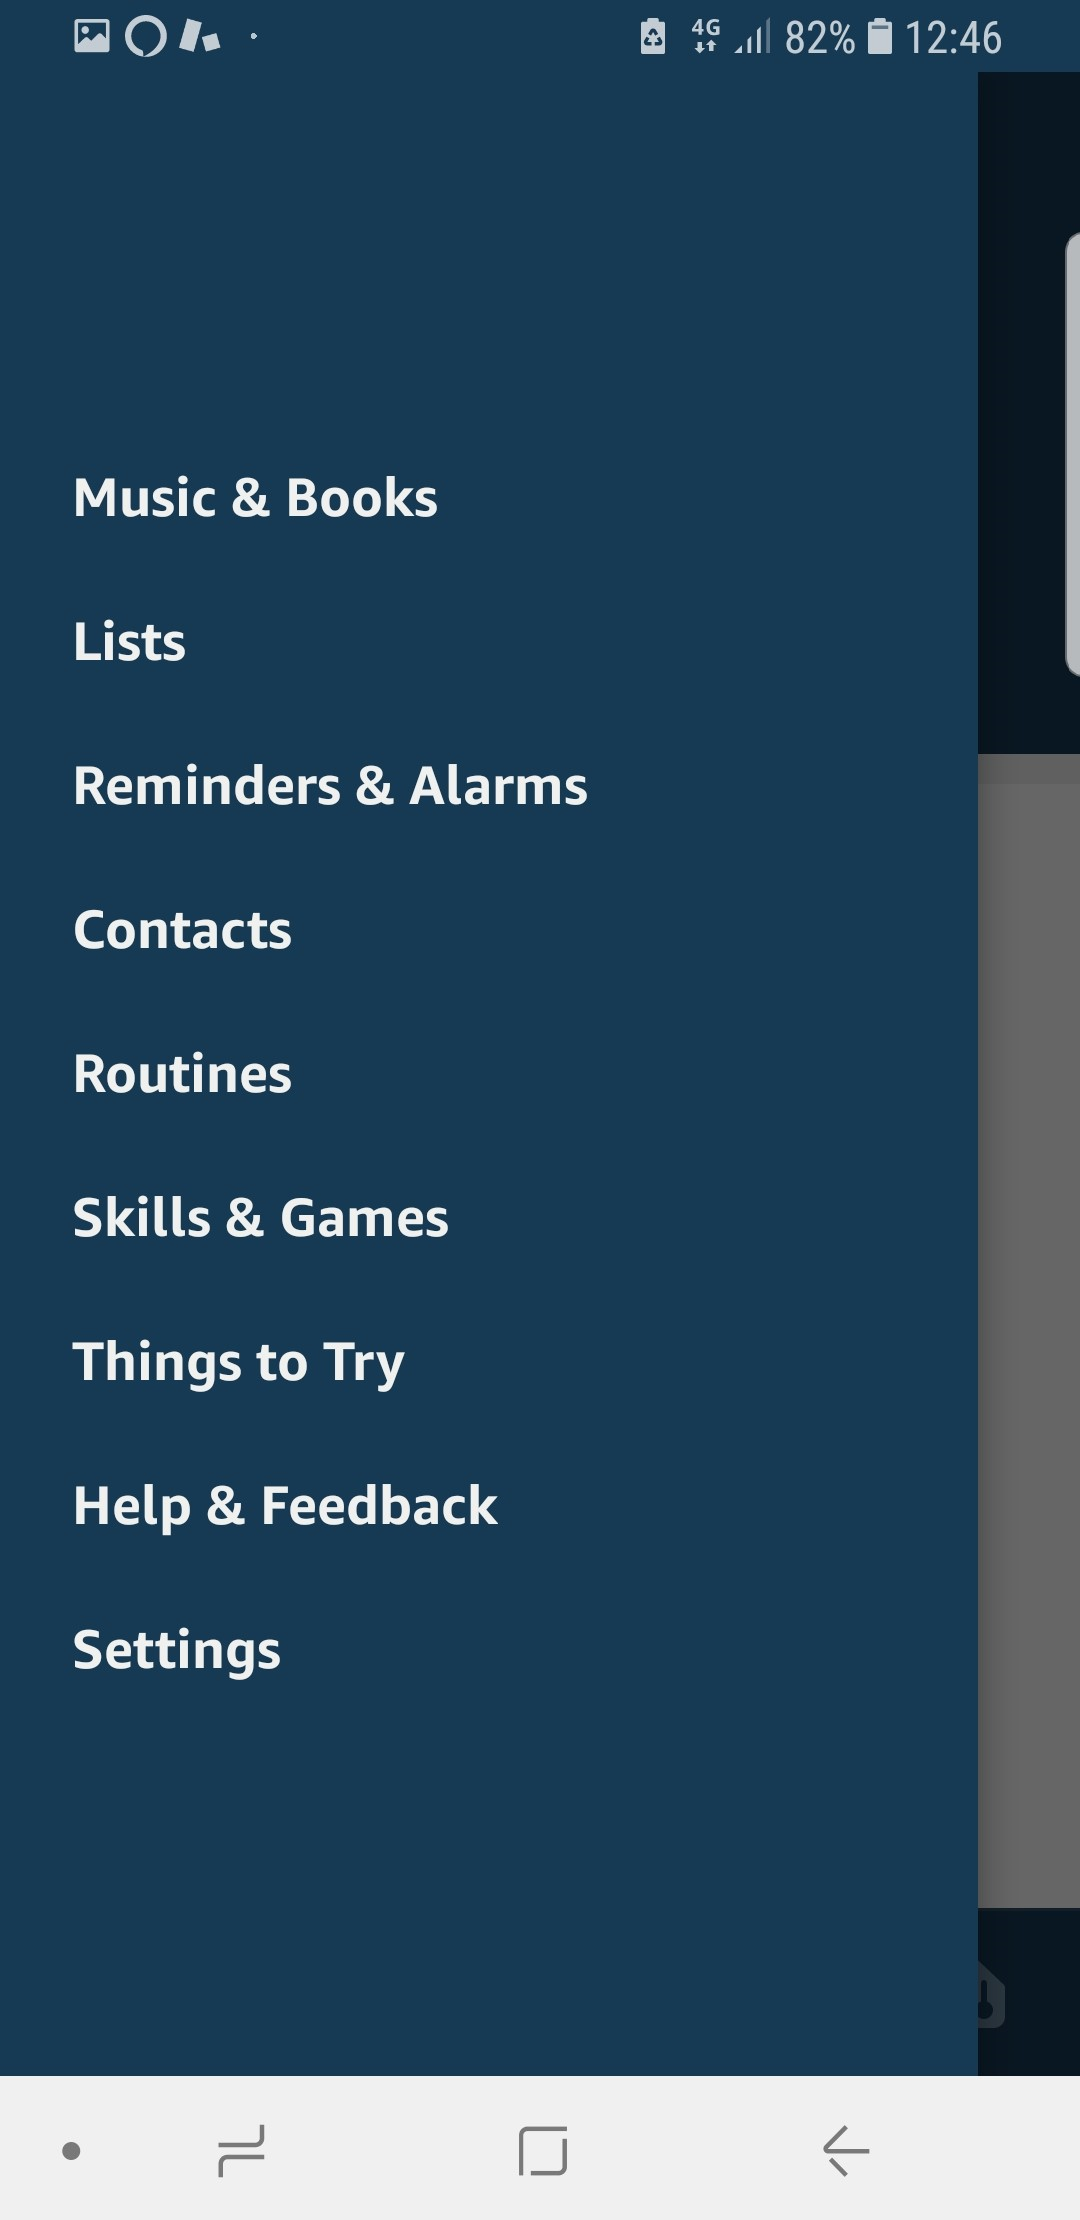 4G 82% 12:46
Music & Books
Lists
Reminders & Alarms
Contacts
Routines
Skills & Games
Things to Try
Help & Feedback
Settings